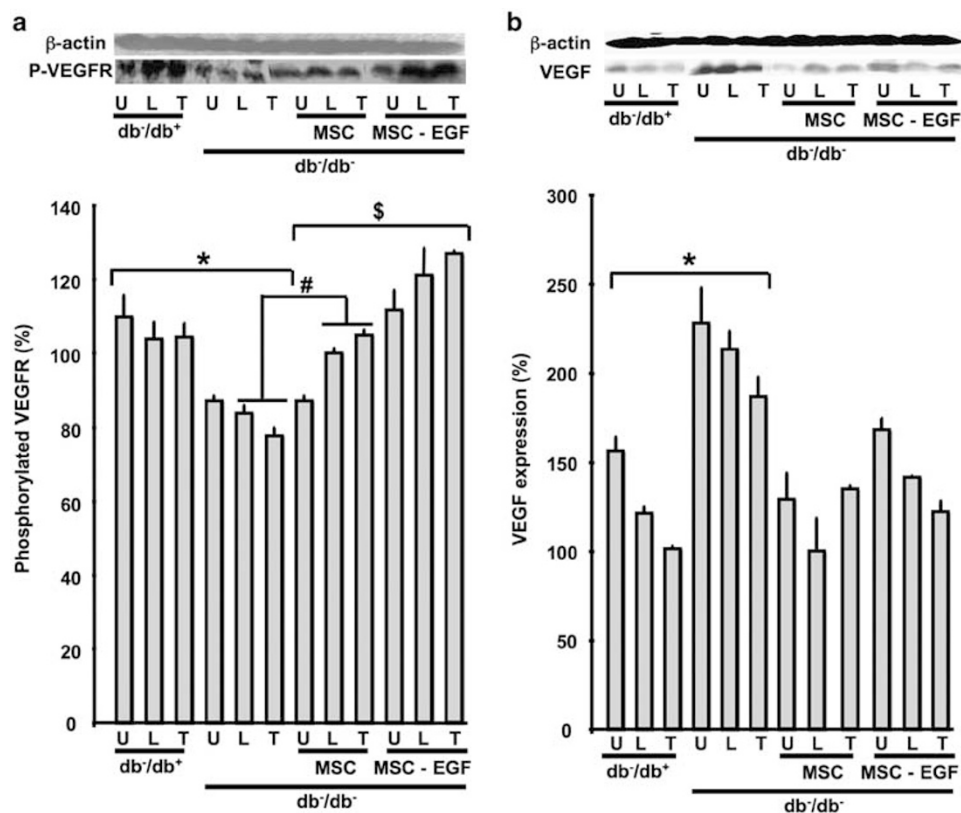 a
β-actin
P-VEGFR
U L T U L T U L T U L T
db⁻/db⁺ MSC MSC - EGF
db⁻/db⁻
Phosphorylated VEGFR (%)
140
120
100
80
60
40
20
0
*
#
$
U L T U L T U L T U L T
db⁻/db⁺ MSC MSC - EGF
db⁻/db⁻
b
β-actin
VEGF
U L T U L T U L T U L T
db⁻/db⁺ MSC MSC - EGF
db⁻/db⁻
VEGF expression (%)
300
250
200
150
100
50
0
*
U L T U L T U L T U L T
db⁻/db⁺ MSC MSC - EGF
db⁻/db⁻